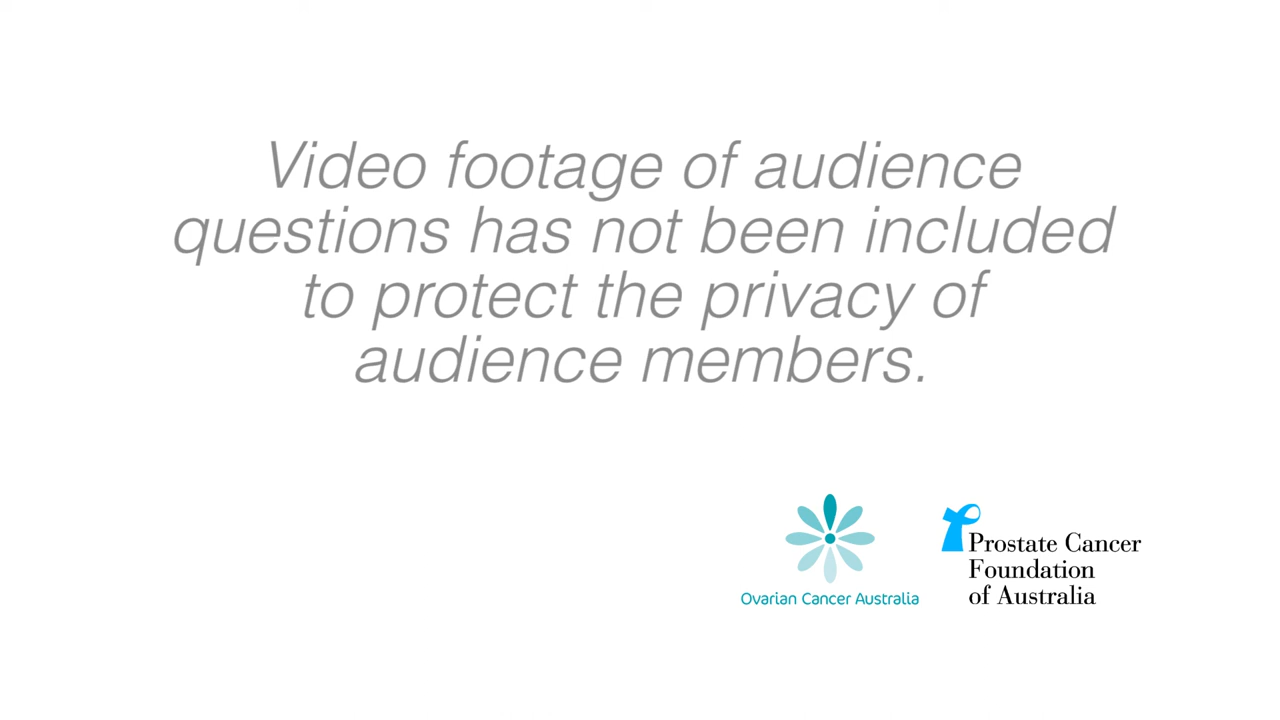 Video footage of audience
questions has not been included
to protect the privacy of
audience members.
Ovarian Cancer Australia
Prostate Cancer
Foundation
of Australia